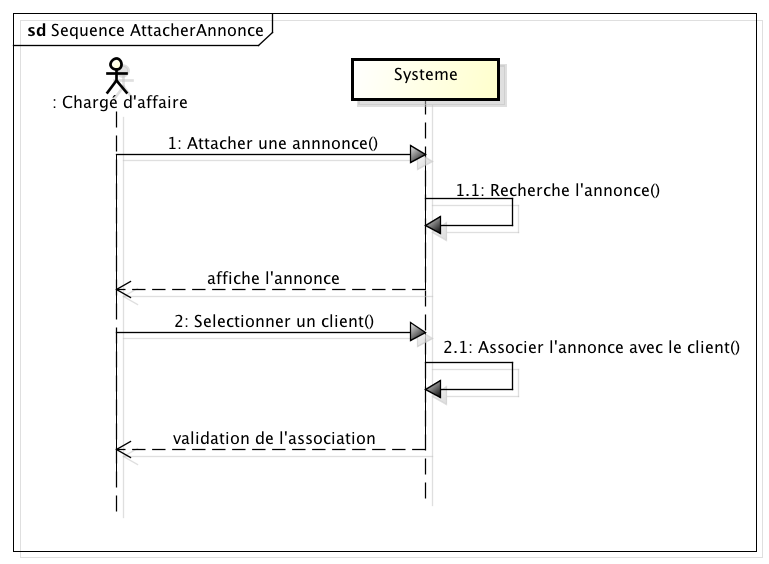 sd Sequence AttacherAnnonce
Systeme
: Chargé d'affaire
1: Attacher une annnonce()
1.1: Recherche l'annonce()
affiche l'annonce
2: Selectionner un client()
2.1: Associer l'annonce avec le client()
validation de l'association